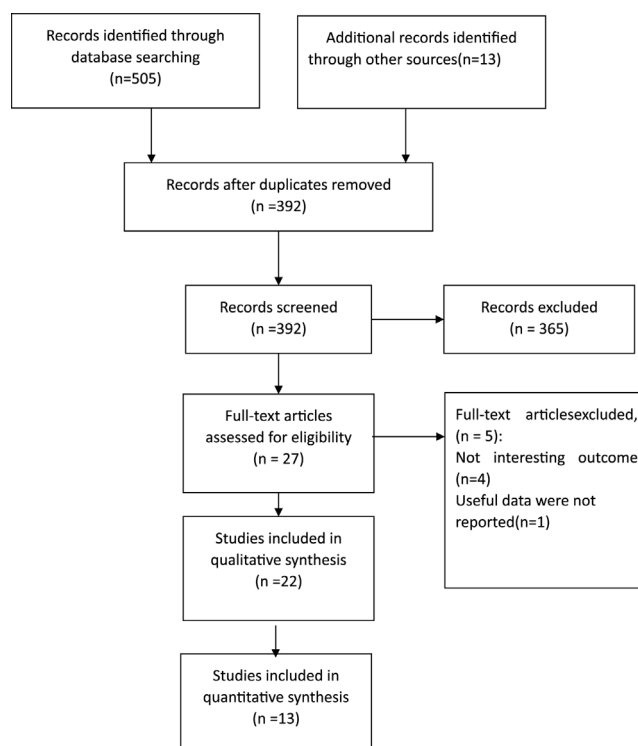 Records identified through
database searching
(n=505)
Additional records identified
through other sources(n=13)
Records after duplicates removed
(n =392)
Records screened
(n =392)
Records excluded
(n = 365)
Full-text articles
assessed for eligibility
(n = 27)
Full-text articlesexcluded,
(n = 5):
Not interesting outcome
(n=4)
Useful data were not
reported(n=1)
Studies included in
qualitative synthesis
(n =22)
Studies included in
quantitative synthesis
(n =13)